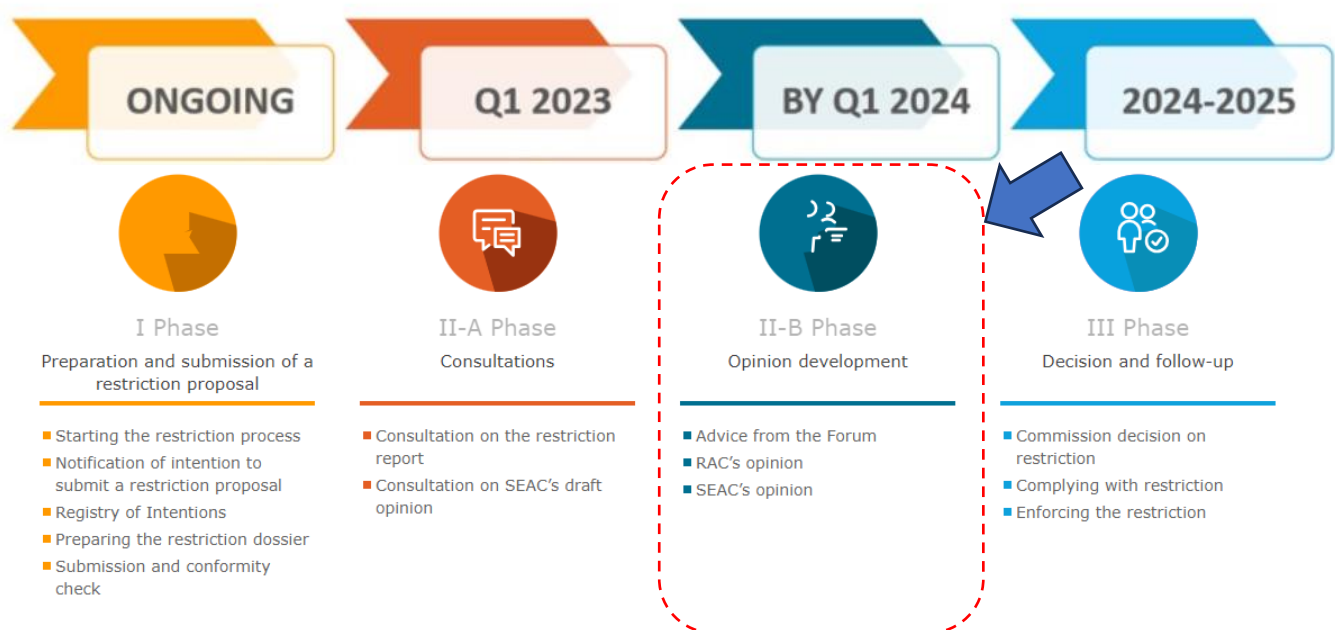 ONGOING
Q1 2023
BY Q1 2024
2024-2025
I Phase
Preparation and submission of a
restriction proposal
Starting the restriction process
Notification of intention to
submit a restriction proposal
Registry of Intentions
Preparing the restriction dossier
Submission and conformity
check
II-A Phase
Consultations
Consultation on the restriction
report
Consultation on SEAC's draft
opinion
II-B Phase
Opinion development
Advice from the Forum
RAC's opinion
SEAC's opinion
III Phase
Decision and follow-up
Commission decision on
restriction
Complying with restriction
Enforcing the restriction